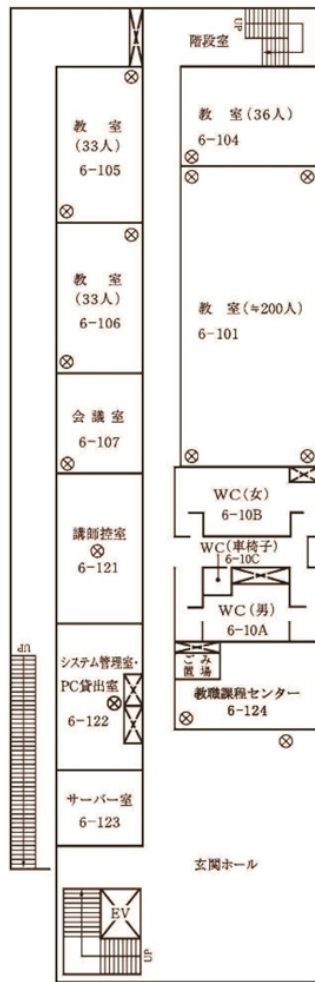 UP
階段室
教 室
(33人)
6-105
教 室(36人)
6-104
教 室
(33人)
6-106
教 室(≒200人)
6-101
会 議 室
6-107
WC(女)
6-10B
講師控室
6-121
WC(車椅子)
6-10C
WC(男)
6-10A
UP
システム管理室・
PC貸出室
6-122
ごみ
置場
教職課程センター
6-124
サーバー室
6-123
玄関ホール
EV
UP